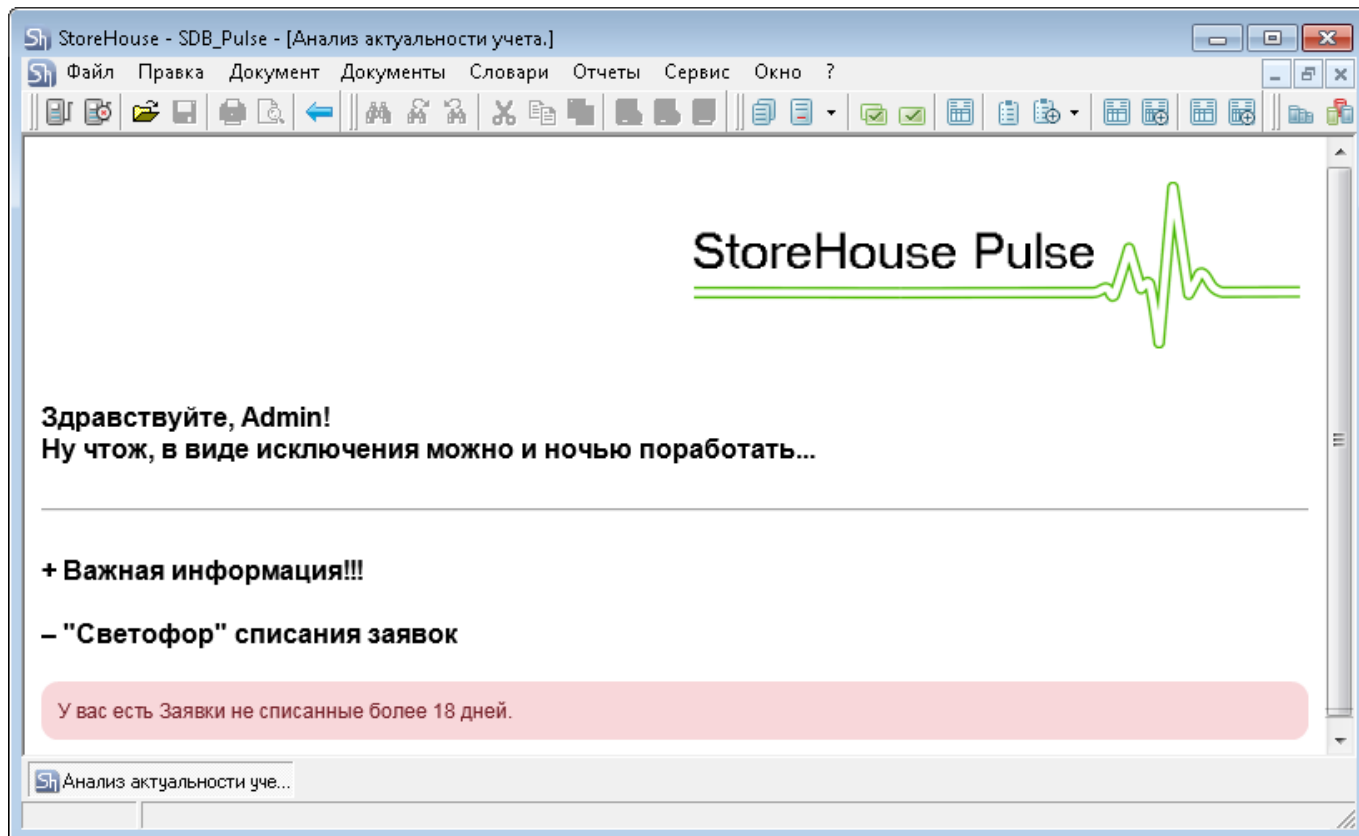 StoreHouse - SDB_Pulse - [Анализ актуальности учета.]
Файл Правка Документ Документы Словари Отчеты Сервис Окно ?
StoreHouse Pulse
Здравствуйте, Admin!
Ну чтож, в виде исключения можно и ночью поработать...
+ Важная информация!!!
– "Светофор" списания заявок
У вас есть Заявки не списанные более 18 дней.
Анализ актуальности уче...